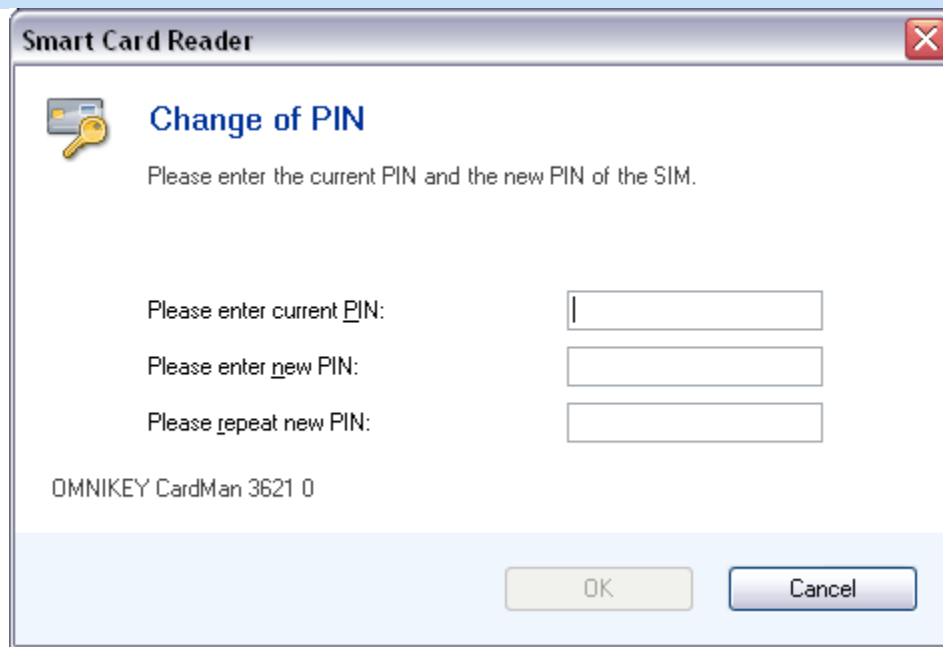 Smart Card Reader
Change of PIN
Please enter the current PIN and the new PIN of the SIM.
Please enter current PIN:
Please enter new PIN:
Please repeat new PIN:
OMNIKEY CardMan 3621 0
OK
Cancel